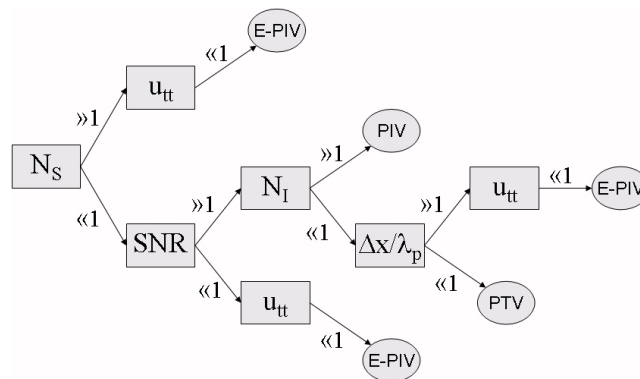 E-PIV
«1
u_tt
»1
PIV
N_S
»1
N_I
u_tt
«1
E-PIV
»1
»1
«1
SNR
«1
Δx/λ_p
«1
«1
u_tt
PTV
«1
E-PIV